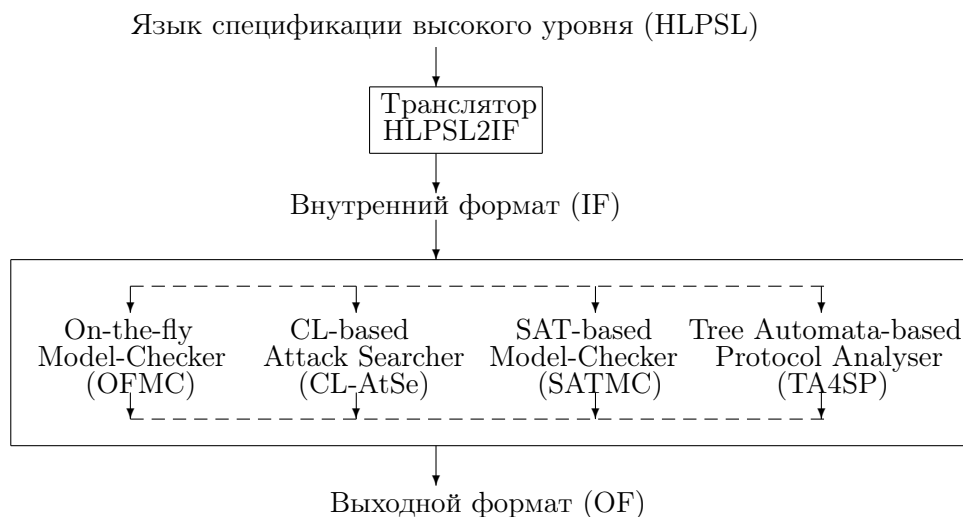 Язык спецификации высокого уровня (HLPSL)
Транслятор
HLPSL2IF
Внутренний формат (IF)
On-the-fly
Model-Checker
(OFMC)
CL-based
Attack Searcher
(CL-AtSe)
SAT-based
Model-Checker
(SATMC)
Tree Automata-based
Protocol Analyser
(TA4SP)
Выходной формат (OF)